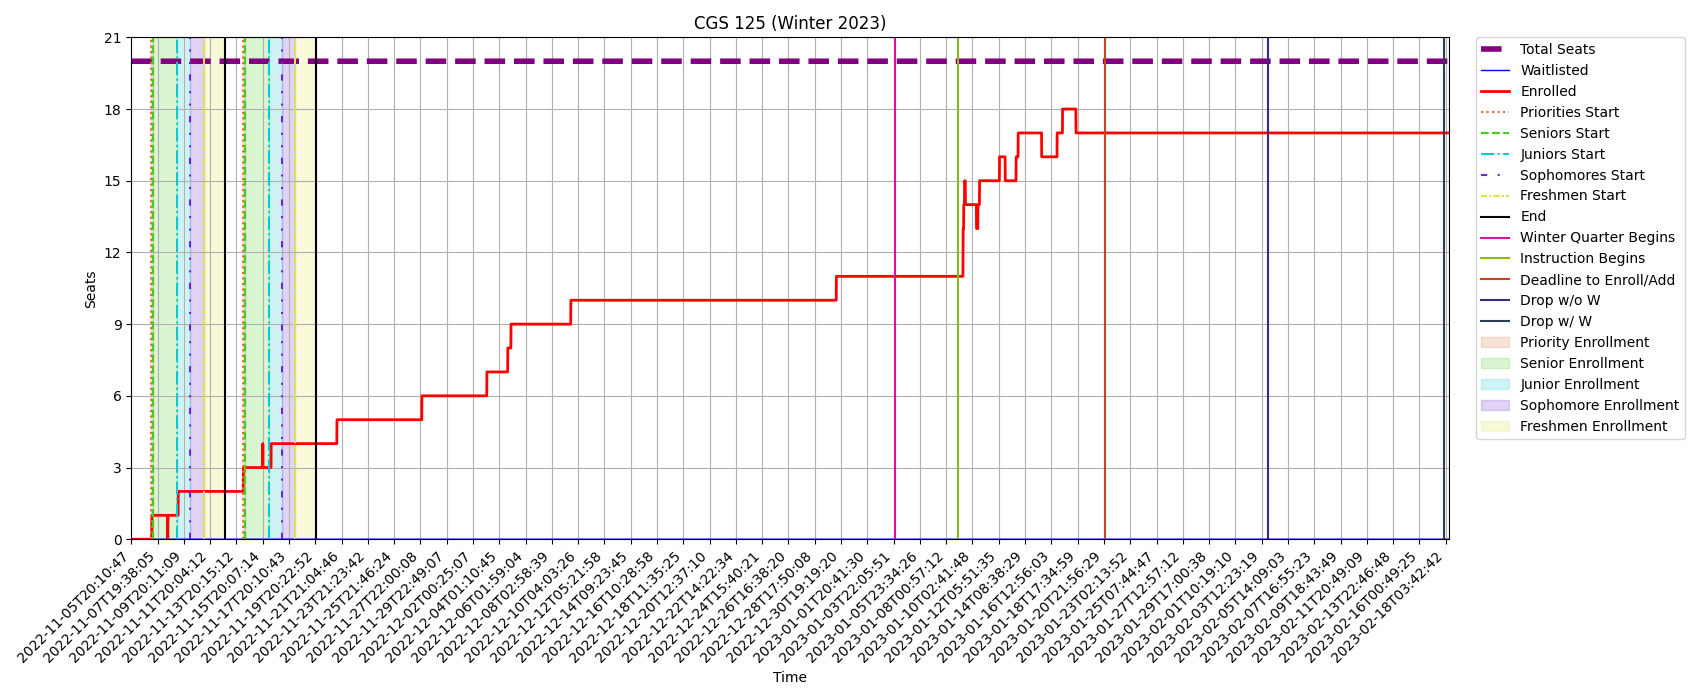 CGS 125 (Winter 2023)
21
18
15
12
9
6
3
0
Seats
2022-11-05T20:10:47
2022-11-07T19:38:05
2022-11-09T20:11:09
2022-11-11T20:04:12
2022-11-13T20:15:12
2022-11-15T20:07:14
2022-11-17T20:10:43
2022-11-19T20:22:52
2022-11-21T21:04:46
2022-11-23T21:23:42
2022-11-25T21:46:24
2022-11-27T22:00:08
2022-11-29T22:49:07
2022-12-02T00:25:07
2022-12-04T01:10:45
2022-12-06T01:59:04
2022-12-08T02:58:39
2022-12-10T04:03:26
2022-12-12T05:21:58
2022-12-14T09:23:45
2022-12-16T10:28:58
2022-12-18T11:35:25
2022-12-20T12:37:10
2022-12-22T14:22:34
2022-12-24T15:40:21
2022-12-26T16:38:20
2022-12-28T17:50:08
2022-12-30T19:19:20
2023-01-01T20:41:30
2023-01-03T22:05:51
2023-01-05T23:34:26
2023-01-08T00:57:12
2023-01-10T02:41:48
2023-01-12T05:51:35
2023-01-14T08:38:29
2023-01-16T12:56:03
2023-01-18T17:34:59
2023-01-20T21:56:29
2023-01-23T02:13:52
2023-01-25T07:44:47
2023-01-27T12:57:12
2023-01-29T17:00:38
2023-02-01T10:19:10
2023-02-03T12:23:19
2023-02-05T14:09:03
2023-02-07T16:55:23
2023-02-09T18:43:49
2023-02-11T20:49:09
2023-02-13T22:46:48
2023-02-16T00:49:25
2023-02-18T03:42:42
Time
Total Seats
Waitlisted
Enrolled
Priorities Start
Seniors Start
Juniors Start
Sophomores Start
Freshmen Start
End
Winter Quarter Begins
Instruction Begins
Deadline to Enroll/Add
Drop w/o W
Drop w/ W
Priority Enrollment
Senior Enrollment
Junior Enrollment
Sophomore Enrollment
Freshmen Enrollment